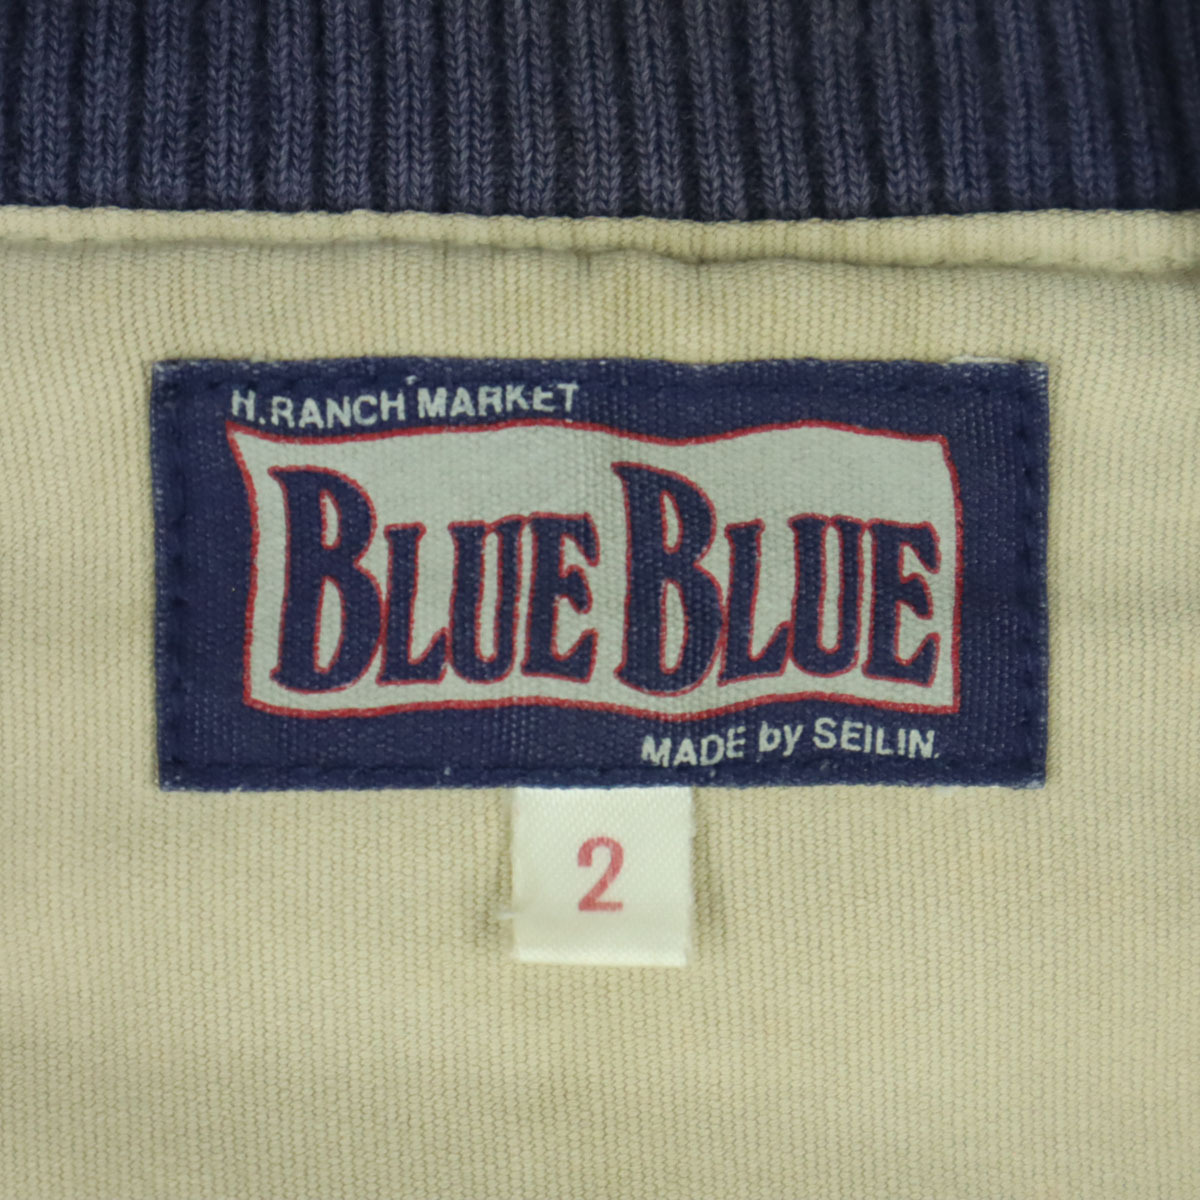 H.RANCH MARKET
BLUE BLUE
MADE by SEILIN.
2